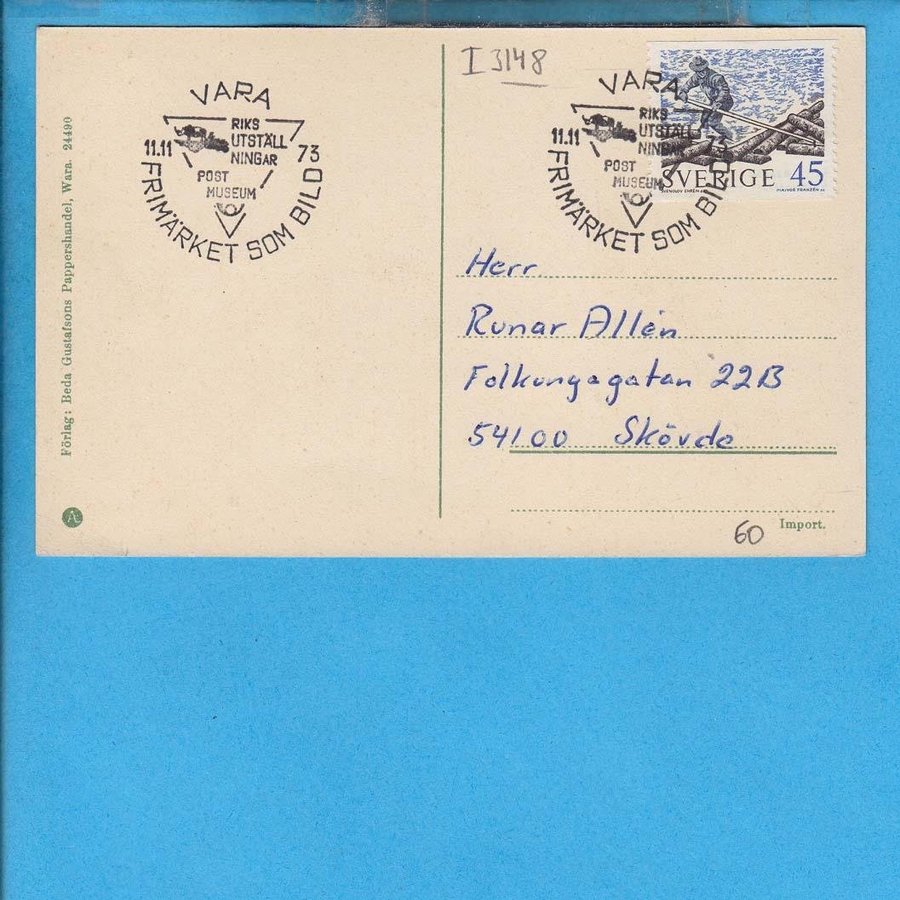 I 3148
VARA
RIKS
UTSTÄLL
NINGAR
11.11
73
POST
MUSEUM
FRIMÄRKET SOM BILD
VARA
RIKS
UTSTÄLL
NINGAR
11.11
73
POST
MUSEUM
FRIMÄRKET SOM BILD
SVERIGE 45
Herr
Runar Allén
Folkungagatan 22B
54100 Skövde
60
Import.
Förlag: Beda Gustafsons Pappershandel, Wara. 24490